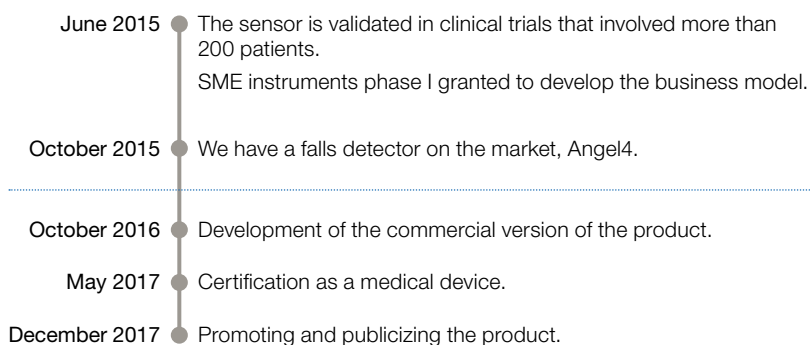 June 2015 The sensor is validated in clinical trials that involved more than
200 patients.
SME instruments phase I granted to develop the business model.
October 2015 We have a falls detector on the market, Angel4.
October 2016 Development of the commercial version of the product.
May 2017 Certification as a medical device.
December 2017 Promoting and publicizing the product.